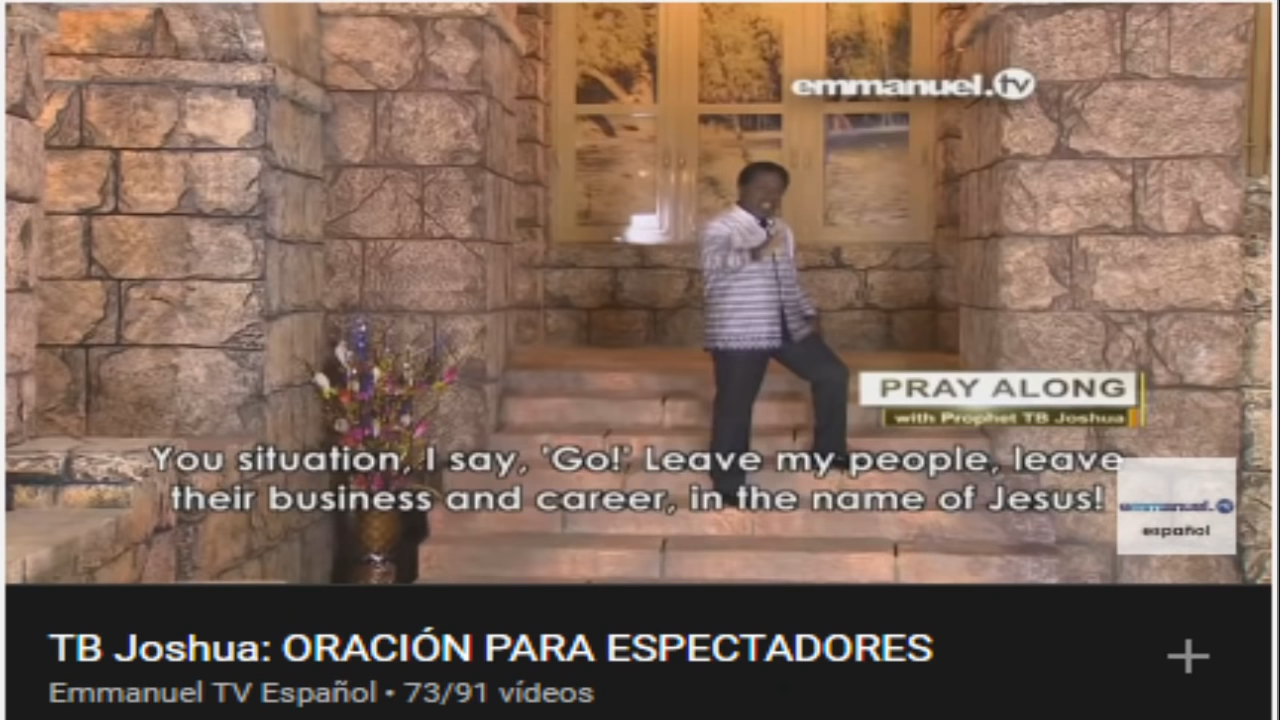 emmanuel.tv
PRAY ALONG
with Prophet TB Joshua
You situation, I say, 'Go!' Leave my people, leave
their business and career, in the name of Jesus!
emmanuel.tv
español
TB Joshua: ORACIÓN PARA ESPECTADORES
Emmanuel TV Español • 73/91 vídeos